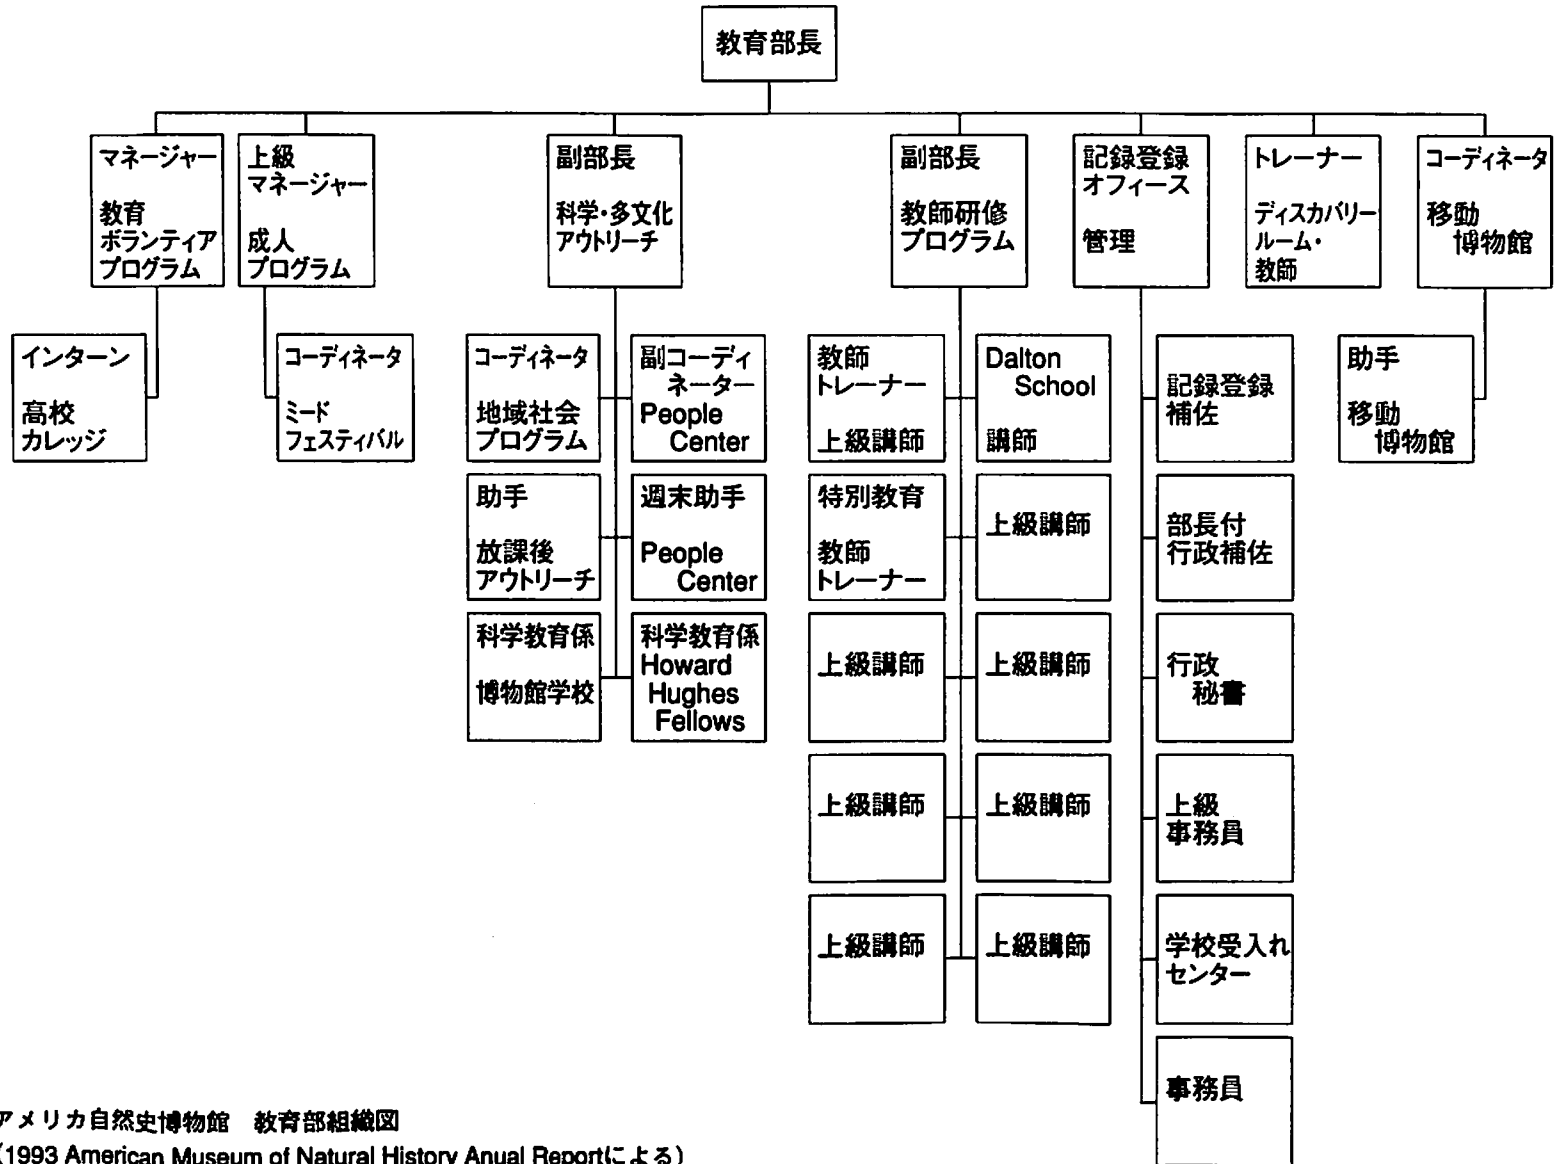 教育部長
マネージャー
教育
ボランティア
プログラム
上級
マネージャー
成人
プログラム
副部長
科学・多文化
アウトリーチ
副部長
教師研修
プログラム
記録登録
オフィース
管理
トレーナー
ディスカバリー
ルーム・
教師
コーディネータ
移動
博物館
インターン
高校
カレッジ
コーディネータ
ミード
フェスティバル
コーディネータ
地域社会
プログラム
副コーディ
ネーター
People
Center
助手
放課後
アウトリーチ
週末助手
People
Center
科学教育係
博物館学校
科学教育係
Howard
Hughes
Fellows
教師
トレーナー
上級講師
Dalton
School
講師
特別教育
教師
トレーナー
上級講師
上級講師
上級講師
上級講師
上級講師
上級講師
上級講師
記録登録
補佐
部長付
行政補佐
行政
秘書
上級
事務員
学校受入れ
センター
事務員
助手
移動
博物館
アメリカ自然史博物館　教育部組織図
(1993 American Museum of Natural History Anual Reportによる)